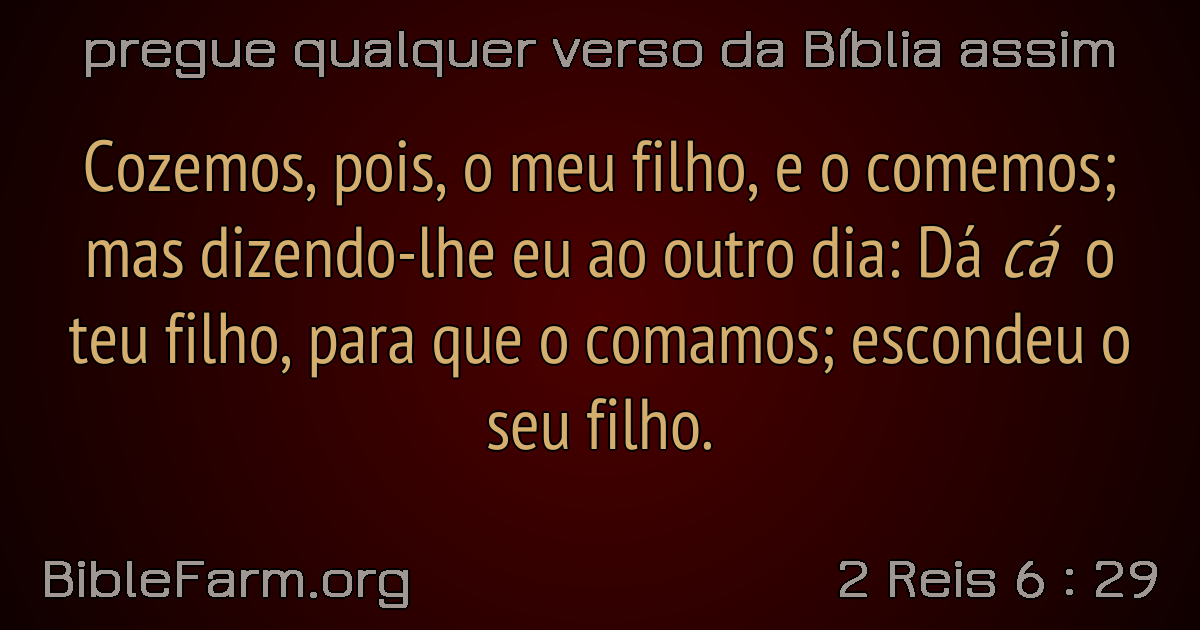 pregue qualquer verso da Bíblia assim
Cozemos, pois, o meu filho, e o comemos;
mas dizendo-lhe eu ao outro dia: Dá cá o
teu filho, para que o comamos; escondeu o
seu filho.
BibleFarm.org
2 Reis 6 : 29